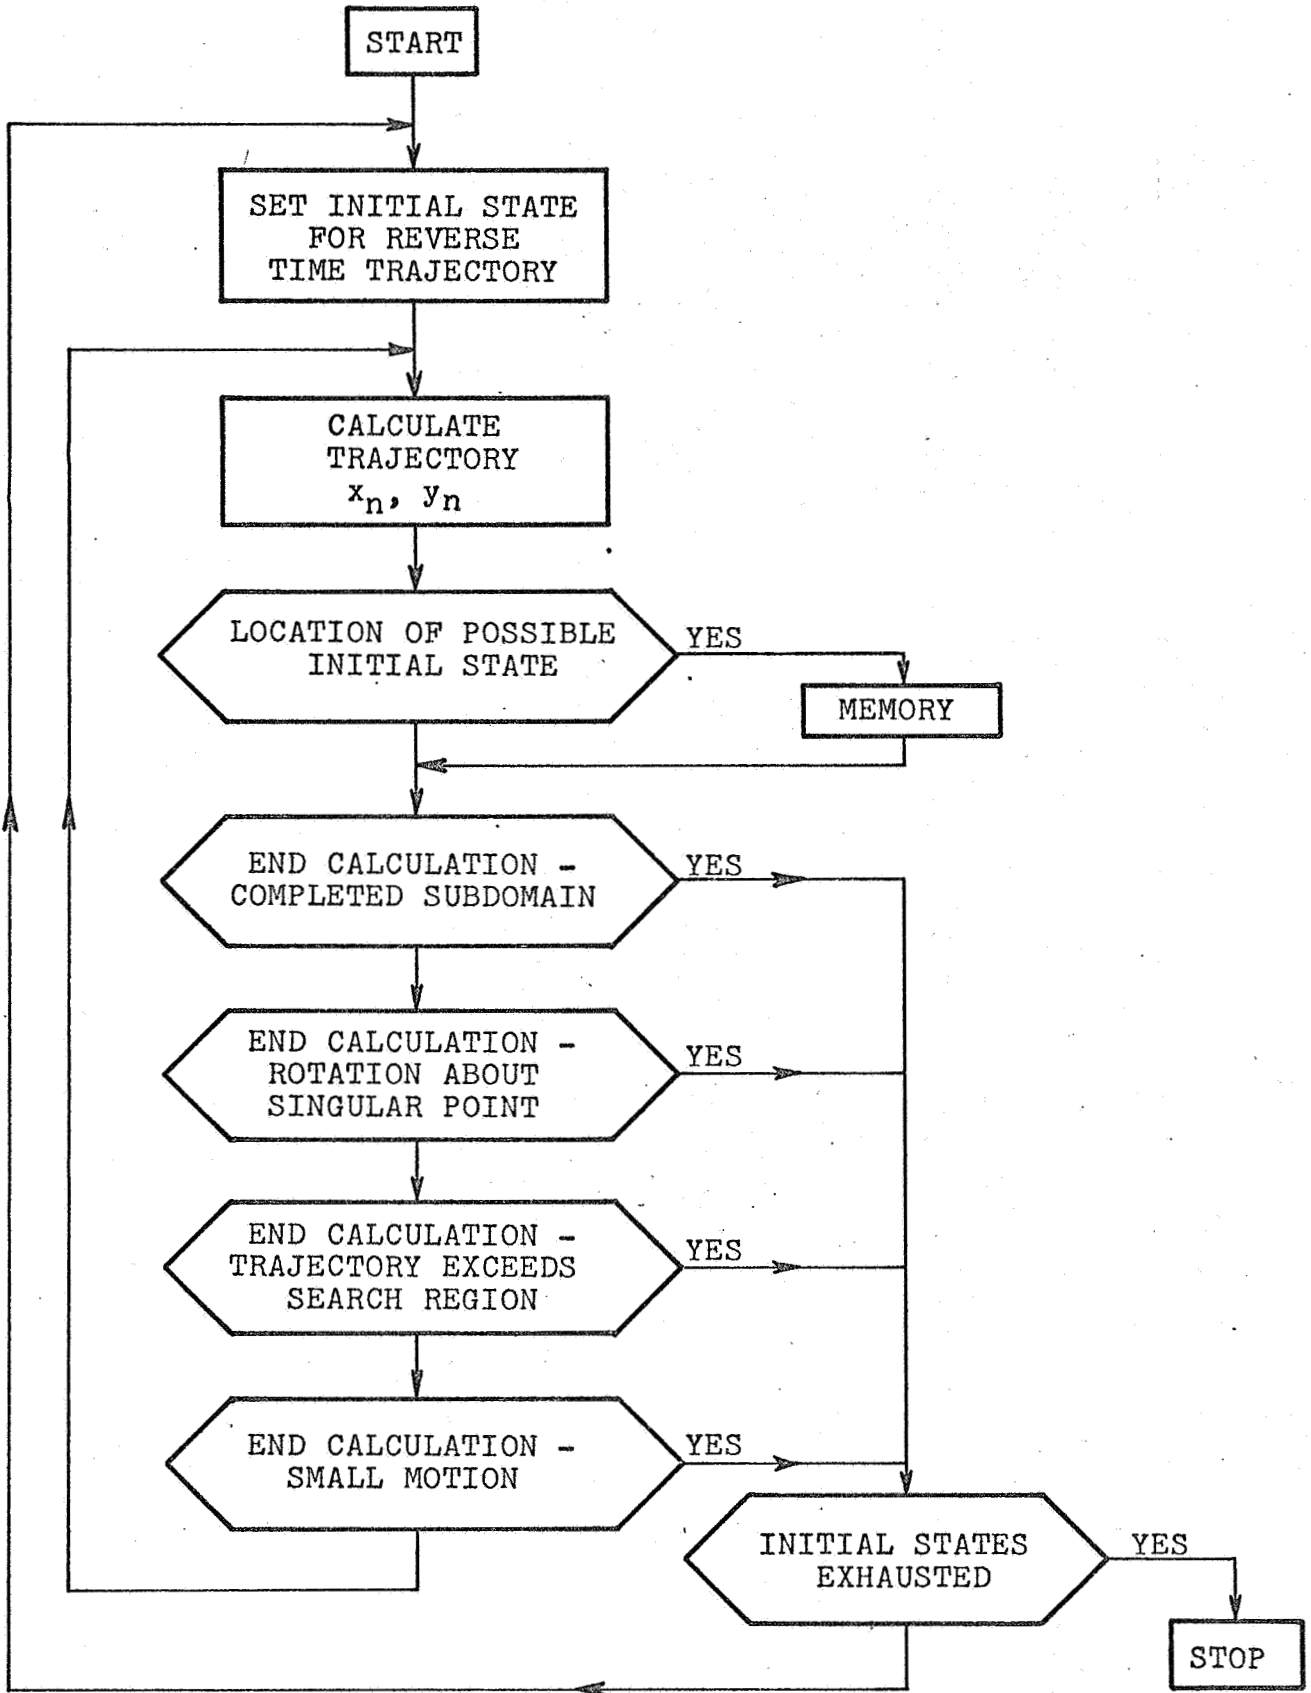 START
SET INITIAL STATE
FOR REVERSE
TIME TRAJECTORY
CALCULATE
TRAJECTORY
xn, yn
LOCATION OF POSSIBLE
INITIAL STATE
YES
MEMORY
END CALCULATION -
COMPLETED SUBDOMAIN
YES
END CALCULATION -
ROTATION ABOUT
SINGULAR POINT
YES
END CALCULATION -
TRAJECTORY EXCEEDS
SEARCH REGION
YES
END CALCULATION -
SMALL MOTION
YES
INITIAL STATES
EXHAUSTED
YES
STOP